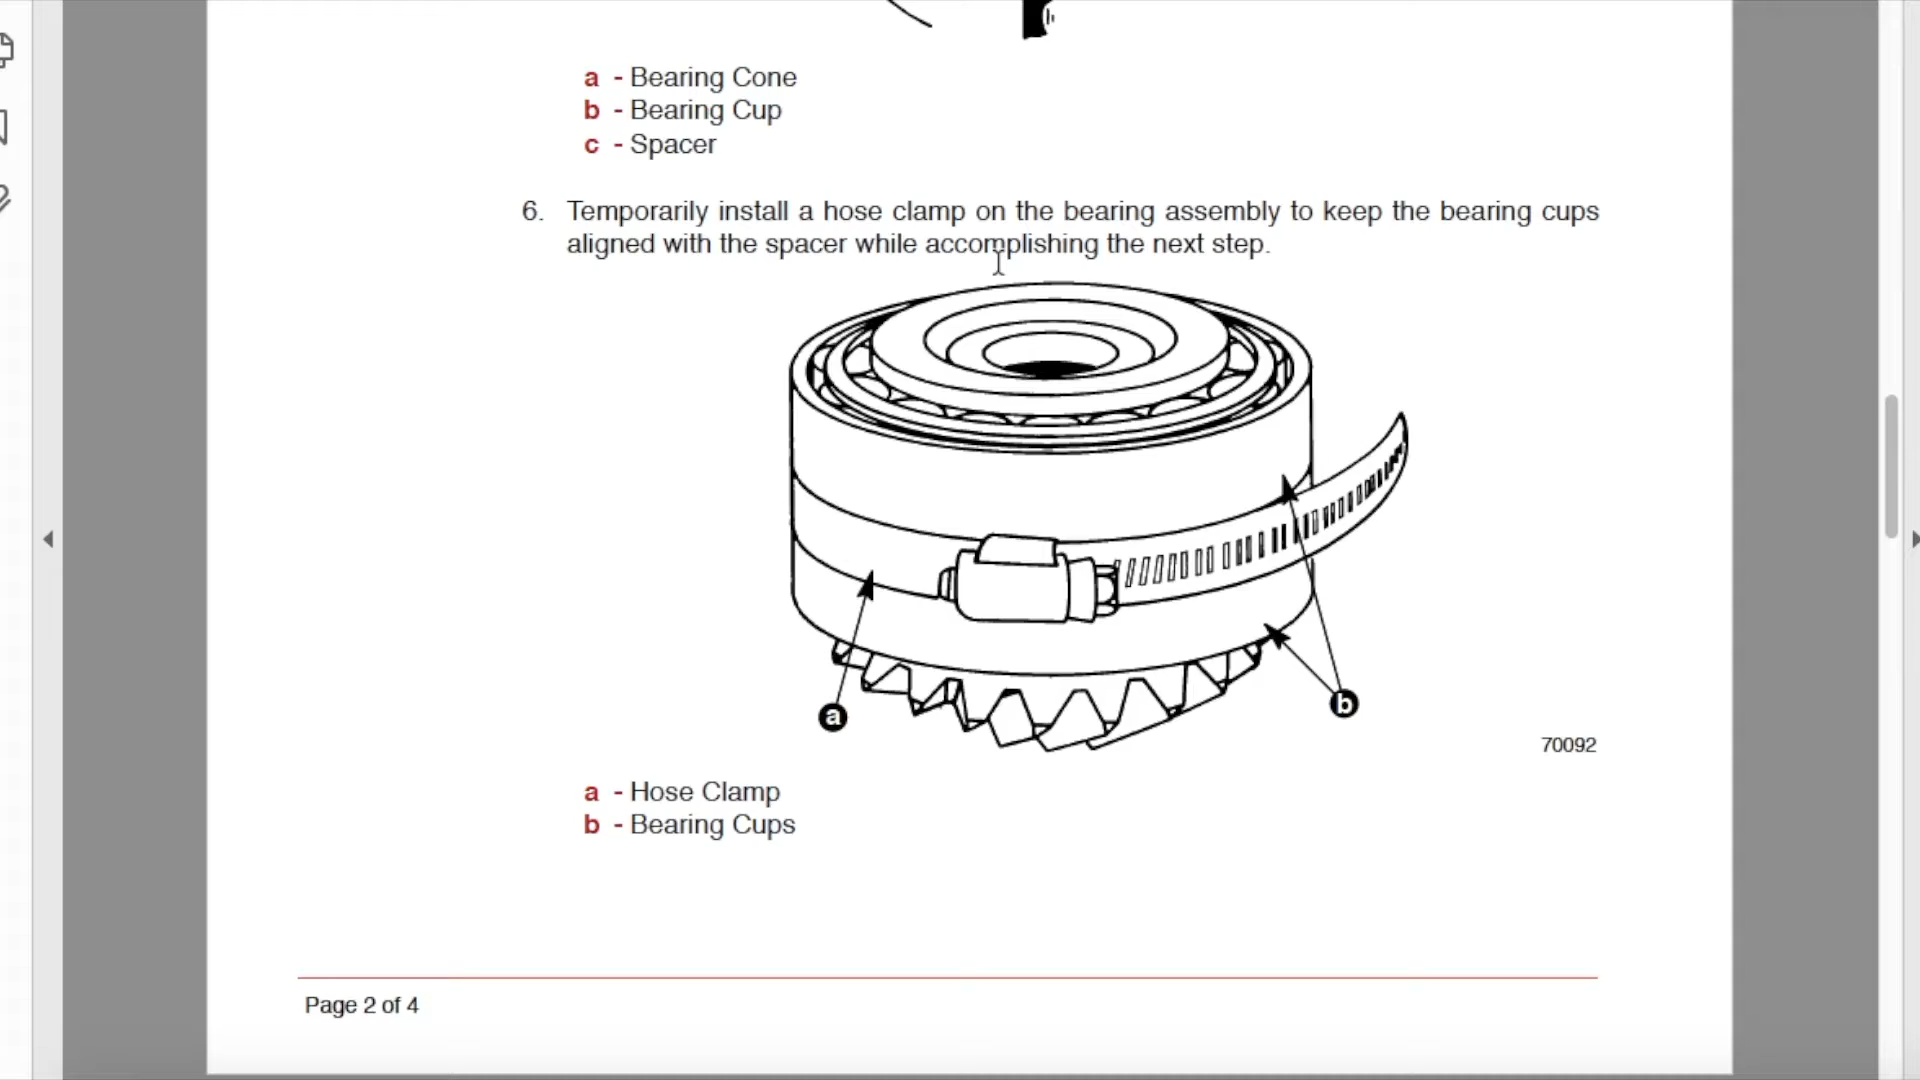 a - Bearing Cone
b - Bearing Cup
c - Spacer
6. Temporarily install a hose clamp on the bearing assembly to keep the bearing cups
aligned with the spacer while accomplishing the next step.
a
b
70092
a - Hose Clamp
b - Bearing Cups
Page 2 of 4